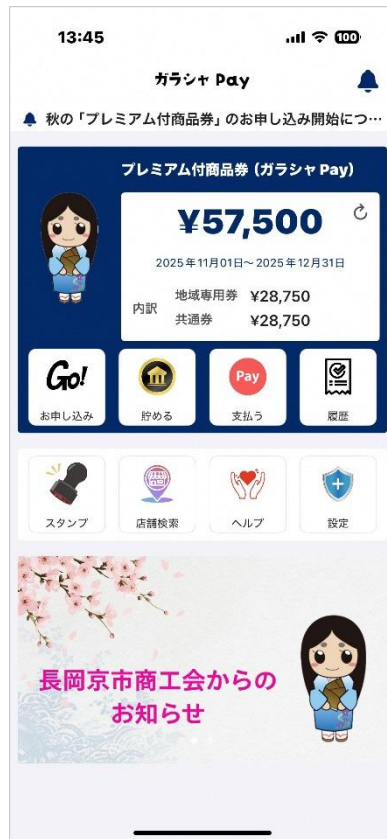 13:45
100
ガラシャ Pay
秋の「プレミアム付商品券」のお申し込み開始につ…
プレミアム付商品券（ガラシャ Pay）
¥57,500
2025年11月01日～2025年12月31日
内訳
地域専用券 ¥28,750
共通券 ¥28,750
Go!
Pay
お申し込み
貯める
支払う
履歴
スタンプ
店舗検索
ヘルプ
設定
長岡京市商工会からの
お知らせ